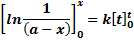 [ln 1/(a − x)]₀ˣ = k[t]₀ᵗ